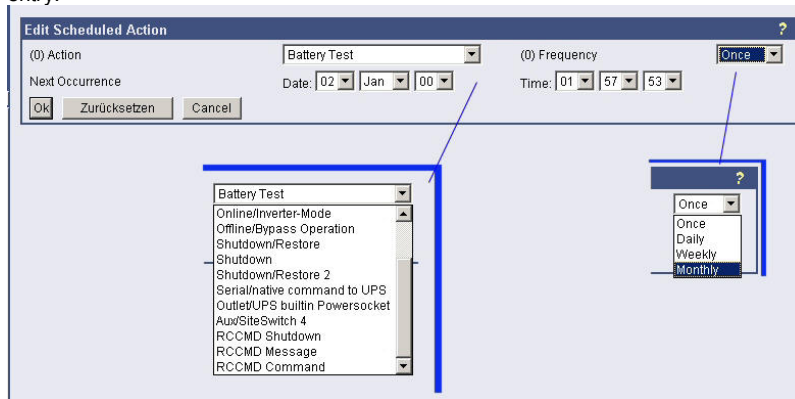 entry.
Edit Scheduled Action ?
(0) Action Battery Test (0) Frequency Once
Next Occurrence Date: 02 Jan 00 Time: 01 57 53
Ok Zurücksetzen Cancel
Battery Test
Online/Inverter-Mode
Offline/Bypass Operation
Shutdown/Restore
Shutdown
Shutdown/Restore 2
Serial/native command to UPS
Outlet/UPS builtin Powersocket
Aux/SiteSwitch 4
RCCMD Shutdown
RCCMD Message
RCCMD Command
?
Once
Once
Daily
Weekly
Monthly